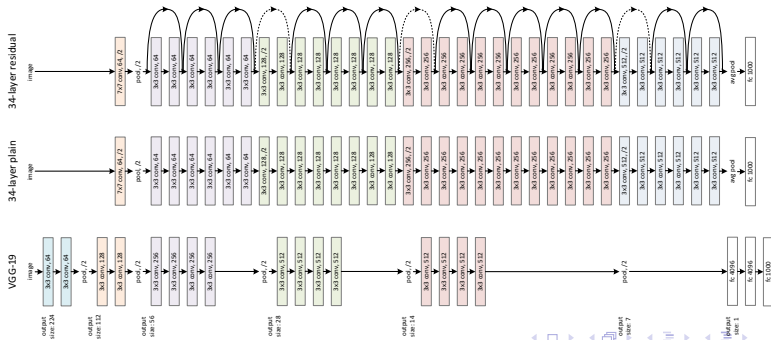 output
size: 224
output
size: 112
output
size: 56
output
size: 28
output
size: 14
output
size: 7
output
size: 1
VGG-19
image
3x3 conv, 64
3x3 conv, 64
pool, /2
3x3 conv, 128
3x3 conv, 128
pool, /2
3x3 conv, 256
3x3 conv, 256
3x3 conv, 256
3x3 conv, 256
pool, /2
3x3 conv, 512
3x3 conv, 512
3x3 conv, 512
3x3 conv, 512
pool, /2
3x3 conv, 512
3x3 conv, 512
3x3 conv, 512
3x3 conv, 512
pool, /2
fc 4096
fc 4096
fc 1000
34-layer plain
image
7x7 conv, 64, /2
pool, /2
3x3 conv, 64
3x3 conv, 64
3x3 conv, 64
3x3 conv, 64
3x3 conv, 64
3x3 conv, 64
3x3 conv, 128, /2
3x3 conv, 128
3x3 conv, 128
3x3 conv, 128
3x3 conv, 128
3x3 conv, 128
3x3 conv, 128
3x3 conv, 128
3x3 conv, 256, /2
3x3 conv, 256
3x3 conv, 256
3x3 conv, 256
3x3 conv, 256
3x3 conv, 256
3x3 conv, 256
3x3 conv, 256
3x3 conv, 256
3x3 conv, 256
3x3 conv, 256
3x3 conv, 256
3x3 conv, 512, /2
3x3 conv, 512
3x3 conv, 512
3x3 conv, 512
3x3 conv, 512
3x3 conv, 512
avg pool
fc 1000
34-layer residual
image
7x7 conv, 64, /2
pool, /2
3x3 conv, 64
3x3 conv, 64
3x3 conv, 64
3x3 conv, 64
3x3 conv, 64
3x3 conv, 64
3x3 conv, 128, /2
3x3 conv, 128
3x3 conv, 128
3x3 conv, 128
3x3 conv, 128
3x3 conv, 128
3x3 conv, 128
3x3 conv, 128
3x3 conv, 256, /2
3x3 conv, 256
3x3 conv, 256
3x3 conv, 256
3x3 conv, 256
3x3 conv, 256
3x3 conv, 256
3x3 conv, 256
3x3 conv, 256
3x3 conv, 256
3x3 conv, 256
3x3 conv, 256
3x3 conv, 512, /2
3x3 conv, 512
3x3 conv, 512
3x3 conv, 512
3x3 conv, 512
3x3 conv, 512
avg pool
fc 1000